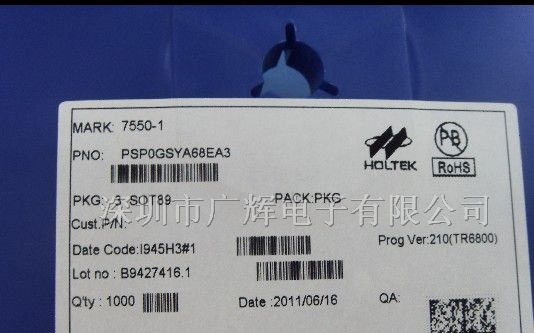 MARK: 7550-1
PNO: PSP0GSYA68EA3
HOLTEK
Pb
RoHS
PKG: 3 SOT89 PACK:PKG
深圳市广辉电子有限公司
Cust.P/N:
Date Code:I945H3#1
Prog Ver:210(TR6800)
Lot no : B9427416.1
Q'ty : 1000
Date :2011/06/16
QA: